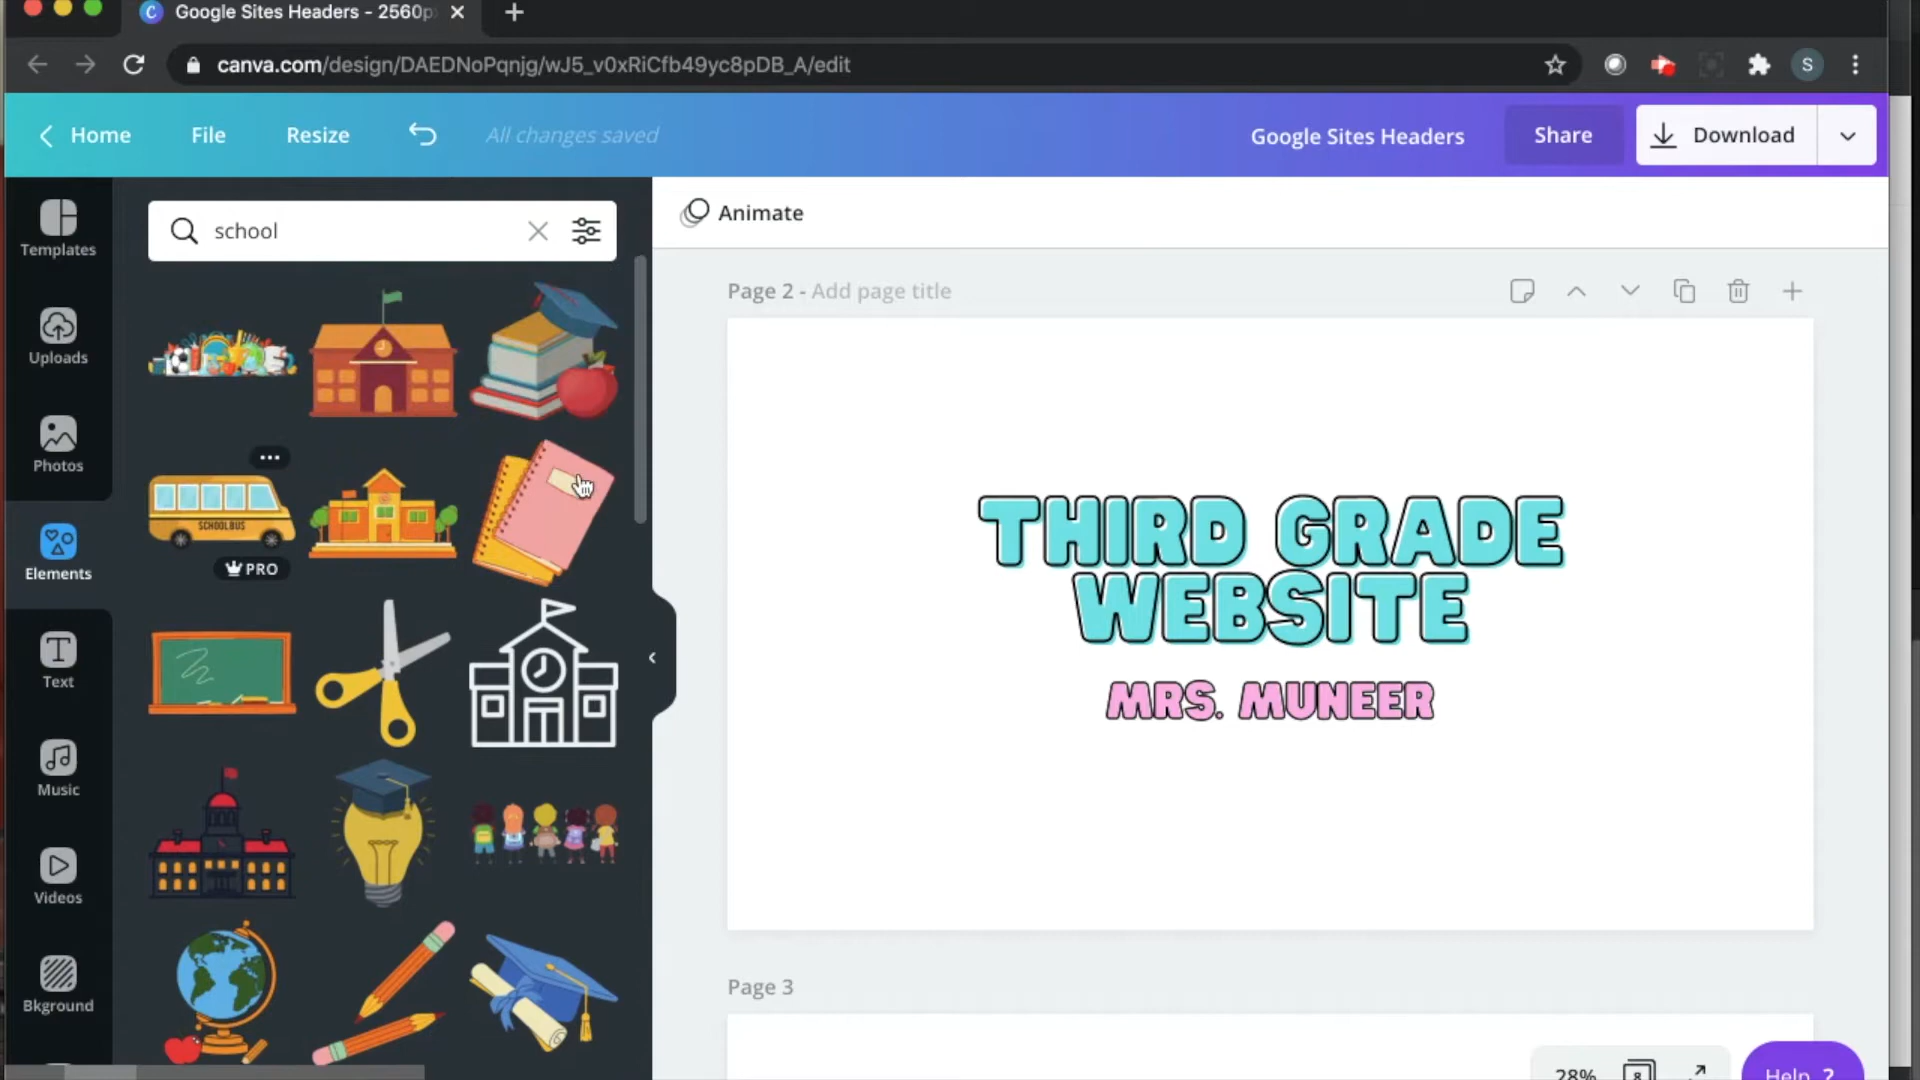 Google Sites Headers - 2560p
canva.com/design/DAEDNoPqnjg/wJ5_v0xRiCfb49yc8pDB_A/edit
S
Home
File
Resize
All changes saved
Google Sites Headers
Share
Download
Templates
Uploads
Photos
Elements
Text
Music
Videos
Bkground
school
SCHOOL BUS
PRO
Animate
Page 2 - Add page title
THIRD GRADE
WEBSITE
MRS. MUNEER
Page 3
28%
8
Help ?